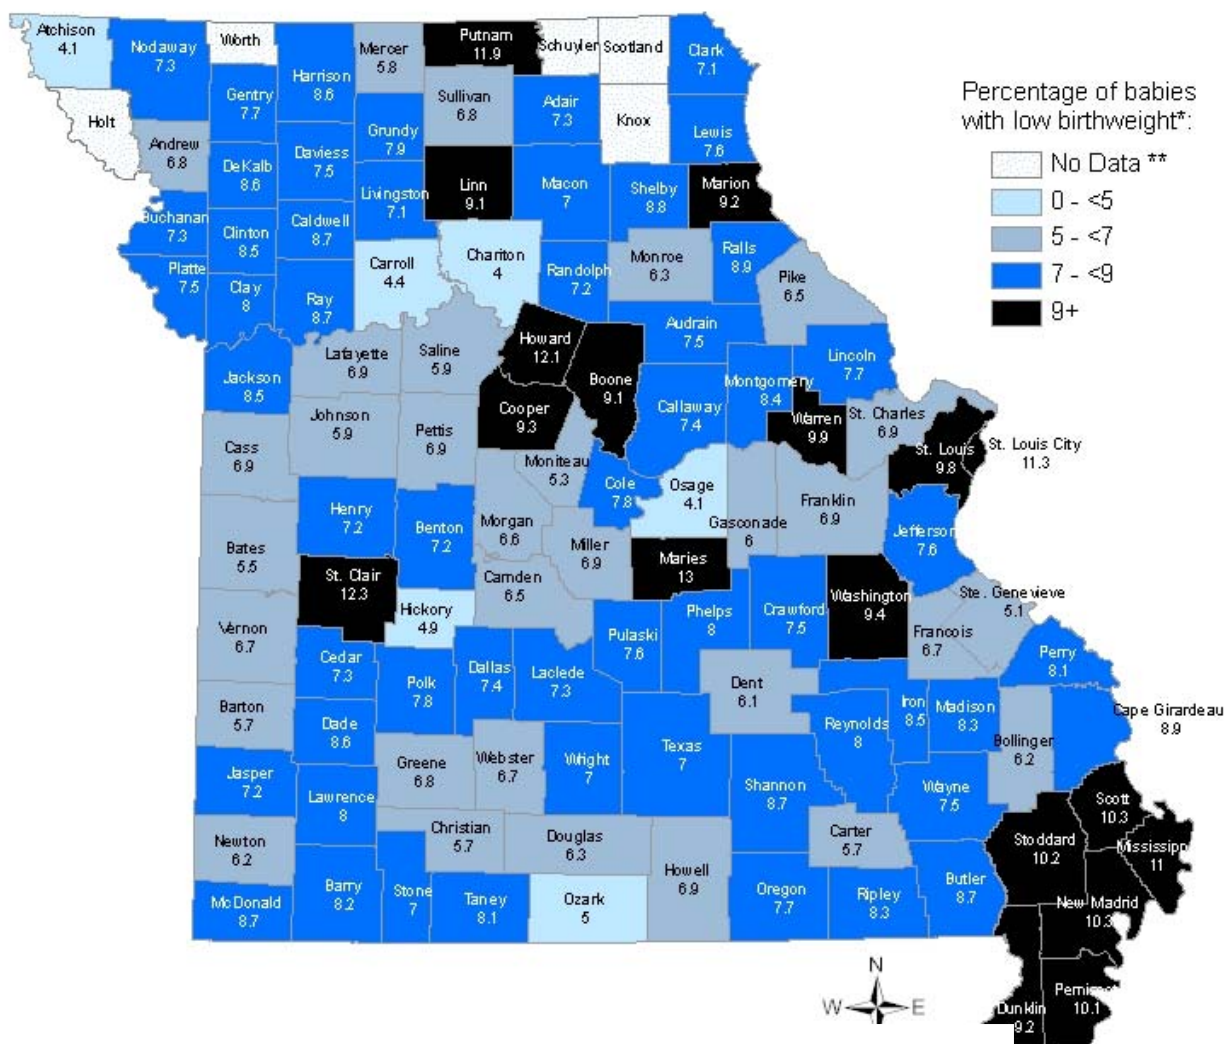 Atchison
4.1
Nodaway
7.3
Worth
Harrison
8.6
Mercer
5.8
Putnam
11.9
Schuyler
Scotland
Clark
7.1
Holt
Gentry
7.7
Sullivan
6.8
Adair
7.3
Knox
Lewis
7.6
Andrew
6.8
DeKalb
8.6
Daviess
7.5
Grundy
7.9
Livingston
7.1
Linn
9.1
Macon
7
Shelby
8.8
Marion
9.2
Buchanan
7.3
Clinton
8.5
Caldwell
8.7
Carroll
4.4
Chariton
4
Randolph
7.2
Monroe
6.3
Ralls
8.9
Pike
6.5
Platte
7.5
Clay
8
Ray
8.7
Percentage of babies
with low birthweight*:
No Data **
0 - <5
5 - <7
7 - <9
9+
Jackson
8.5
Lafayette
6.9
Saline
5.9
Howard
12.1
Boone
9.1
Audrain
7.5
Callaway
7.4
Montgomery
8.4
Lincoln
7.7
Warren
9.9
St. Charles
6.9
St. Louis
9.8
St. Louis City
11.3
Cass
6.9
Johnson
5.9
Pettis
6.9
Cooper
9.3
Moniteau
5.3
Cole
7.8
Osage
4.1
Gasconade
6
Franklin
6.9
Jefferson
7.6
Bates
5.5
Henry
7.2
Benton
7.2
Morgan
6.6
Miller
6.9
Maries
13
St. Clair
12.3
Hickory
4.9
Camden
6.5
Pulaski
7.6
Phelps
8
Crawford
7.5
Washington
9.4
Ste. Genevieve
5.1
Francois
6.7
Perry
8.1
Vernon
6.7
Cedar
7.3
Polk
7.8
Dallas
7.4
Laclede
7.3
Dent
6.1
Iron
8.5
Madison
8.3
Bollinger
6.2
Cape Girardeau
8.9
Barton
5.7
Dade
8.6
Greene
6.8
Webster
6.7
Wright
7
Texas
7
Reynolds
8
Jasper
7.2
Lawrence
8
Shannon
8.7
Wayne
7.5
Scott
10.3
Mississipp
11
Stoddard
10.2
Newton
6.2
Christian
5.7
Douglas
6.3
Howell
6.9
Carter
5.7
McDonald
8.7
Barry
8.2
Stone
7
Taney
8.1
Ozark
5
Oregon
7.7
Ripley
8.3
Butler
8.7
New Madrid
10.3
Dunklin
9.2
10.1
N
W
E